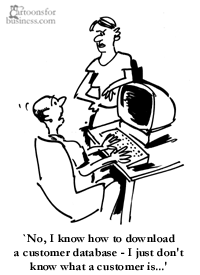 cartoonsfor
business.com
`No, I know how to download
a customer database - I just don't
know what a customer is...'